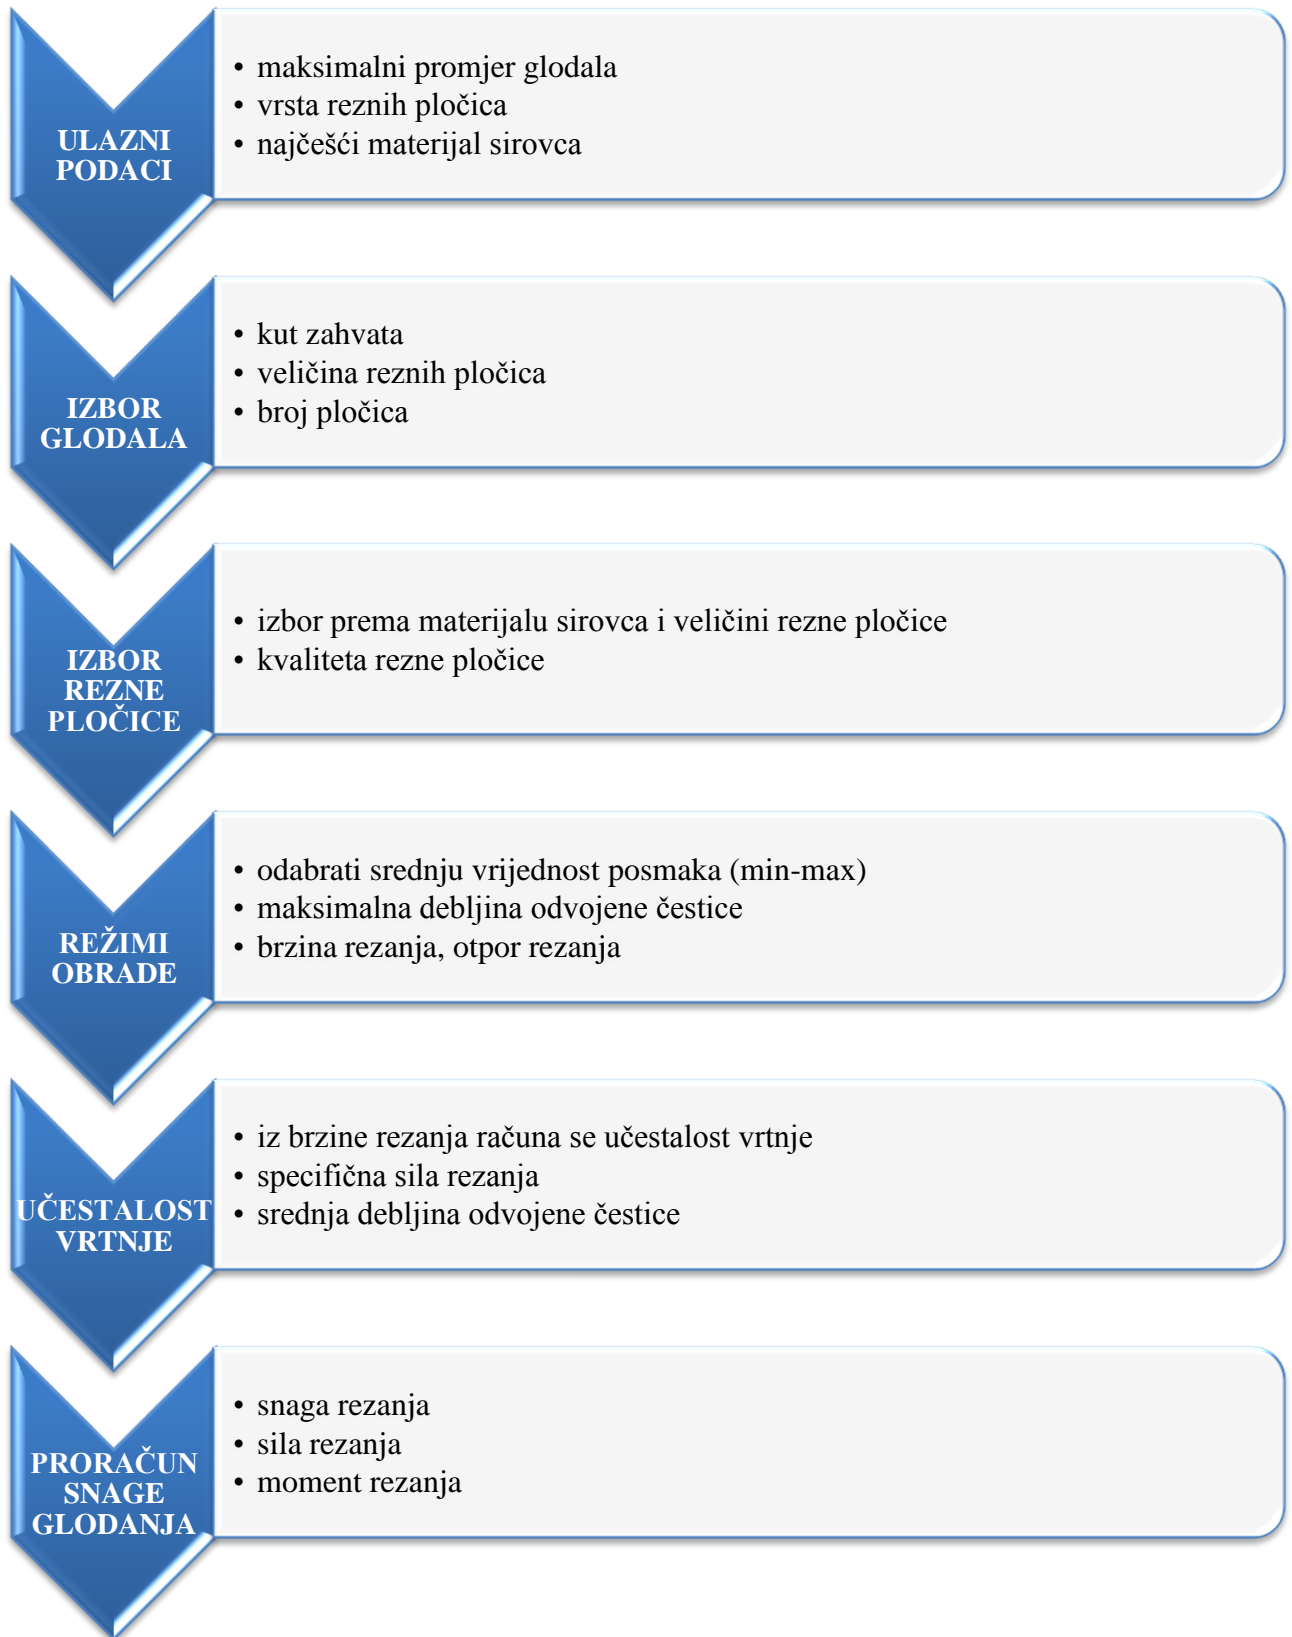 ULAZNI
PODACI
• maksimalni promjer glodala
• vrsta reznih pločica
• najčešći materijal sirovca
IZBOR
GLODALA
• kut zahvata
• veličina reznih pločica
• broj pločica
IZBOR
REZNE
PLOČICE
• izbor prema materijalu sirovca i veličini rezne pločice
• kvaliteta rezne pločice
REŽIMI
OBRADE
• odabrati srednju vrijednost posmaka (min-max)
• maksimalna debljina odvojene čestice
• brzina rezanja, otpor rezanja
UČESTALOST
VRTNJE
• iz brzine rezanja računa se učestalost vrtnje
• specifična sila rezanja
• srednja debljina odvojene čestice
PRORAČUN
SNAGE
GLODANJA
• snaga rezanja
• sila rezanja
• moment rezanja